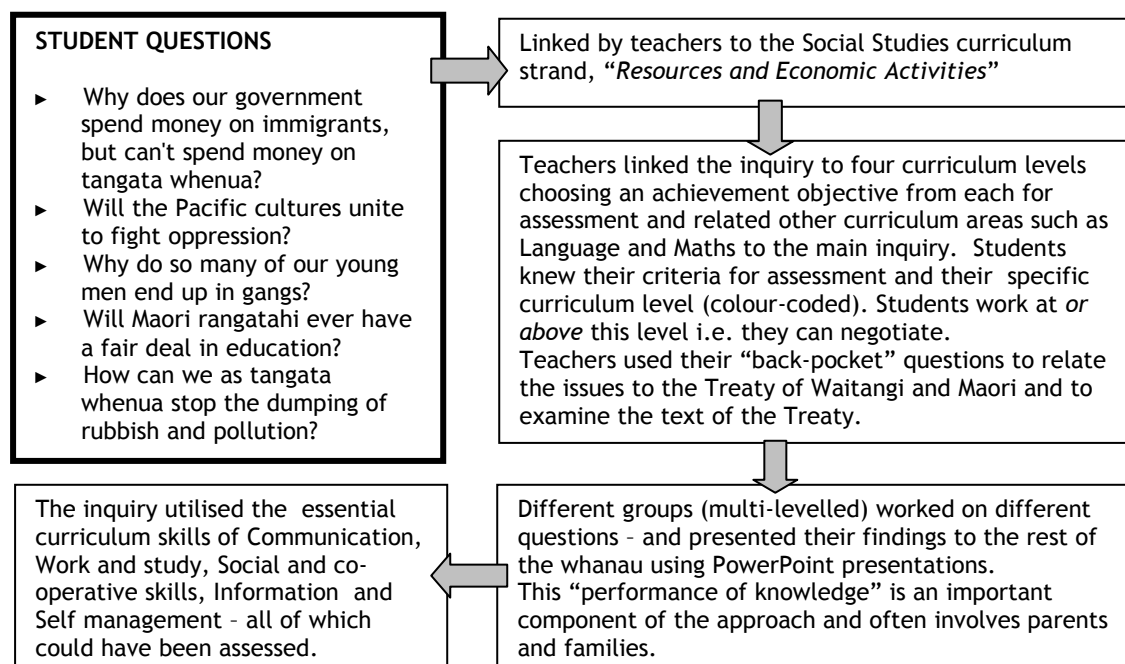 STUDENT QUESTIONS
► Why does our government
spend money on immigrants,
but can't spend money on
tangata whenua?
► Will the Pacific cultures unite
to fight oppression?
► Why do so many of our young
men end up in gangs?
► Will Maori rangatahi ever have
a fair deal in education?
► How can we as tangata
whenua stop the dumping of
rubbish and pollution?
Linked by teachers to the Social Studies curriculum
strand, “Resources and Economic Activities”
Teachers linked the inquiry to four curriculum levels
choosing an achievement objective from each for
assessment and related other curriculum areas such as
Language and Maths to the main inquiry. Students
knew their criteria for assessment and their specific
curriculum level (colour-coded). Students work at or
above this level i.e. they can negotiate.
Teachers used their “back-pocket” questions to relate
the issues to the Treaty of Waitangi and Maori and to
examine the text of the Treaty.
Different groups (multi-levelled) worked on different
questions – and presented their findings to the rest of
the whanau using PowerPoint presentations.
This “performance of knowledge” is an important
component of the approach and often involves parents
and families.
The inquiry utilised the essential
curriculum skills of Communication,
Work and study, Social and co-
operative skills, Information and
Self management – all of which
could have been assessed.